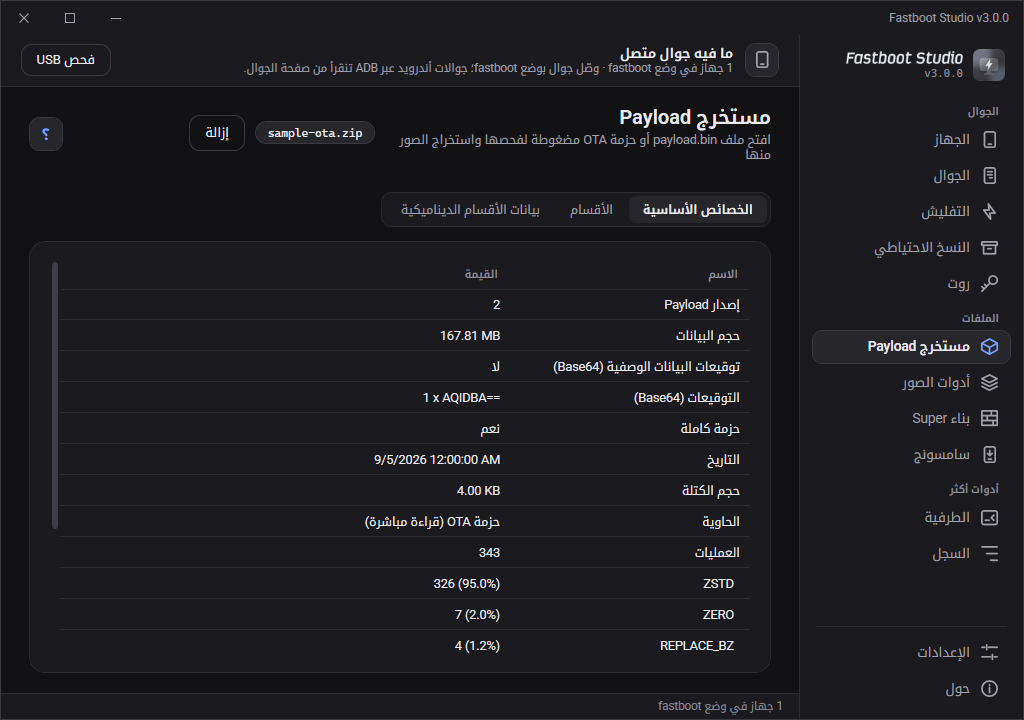 Fastboot Studio v3.0.0
Fastboot Studio
v3.0.0
الجوال
الجهاز
الجوال
التفليش
النسخ الاحتياطي
روت
الملفات
مستخرج Payload
أدوات الصور
بناء Super
سامسونج
أدوات أكثر
الطرفية
السجل
الإعدادات
حول
ما فيه جوال متصل
1 جهاز في وضع fastboot · وصّل جوال بوضع fastboot؛ جوالات أندرويد عبر ADB تنقرأ من صفحة الجوال.
فحص USB
مستخرج Payload
افتح ملف payload.bin أو حزمة OTA مضغوطة لفحصها واستخراج الصور
منها
sample-ota.zip
إزالة
؟
الخصائص الأساسية
الأقسام
بيانات الأقسام الديناميكية
الاسم القيمة
إصدار Payload 2
حجم البيانات 167.81 MB
توقيعات البيانات الوصفية (Base64) لا
التوقيعات (Base64) 1 x AQIDBA==
حزمة كاملة نعم
التاريخ 9/5/2026 12:00:00 AM
حجم الكتلة 4.00 KB
الحاوية حزمة OTA (قراءة مباشرة)
العمليات 343
ZSTD 326 (95.0%)
ZERO 7 (2.0%)
REPLACE_BZ 4 (1.2%)
1 جهاز في وضع fastboot